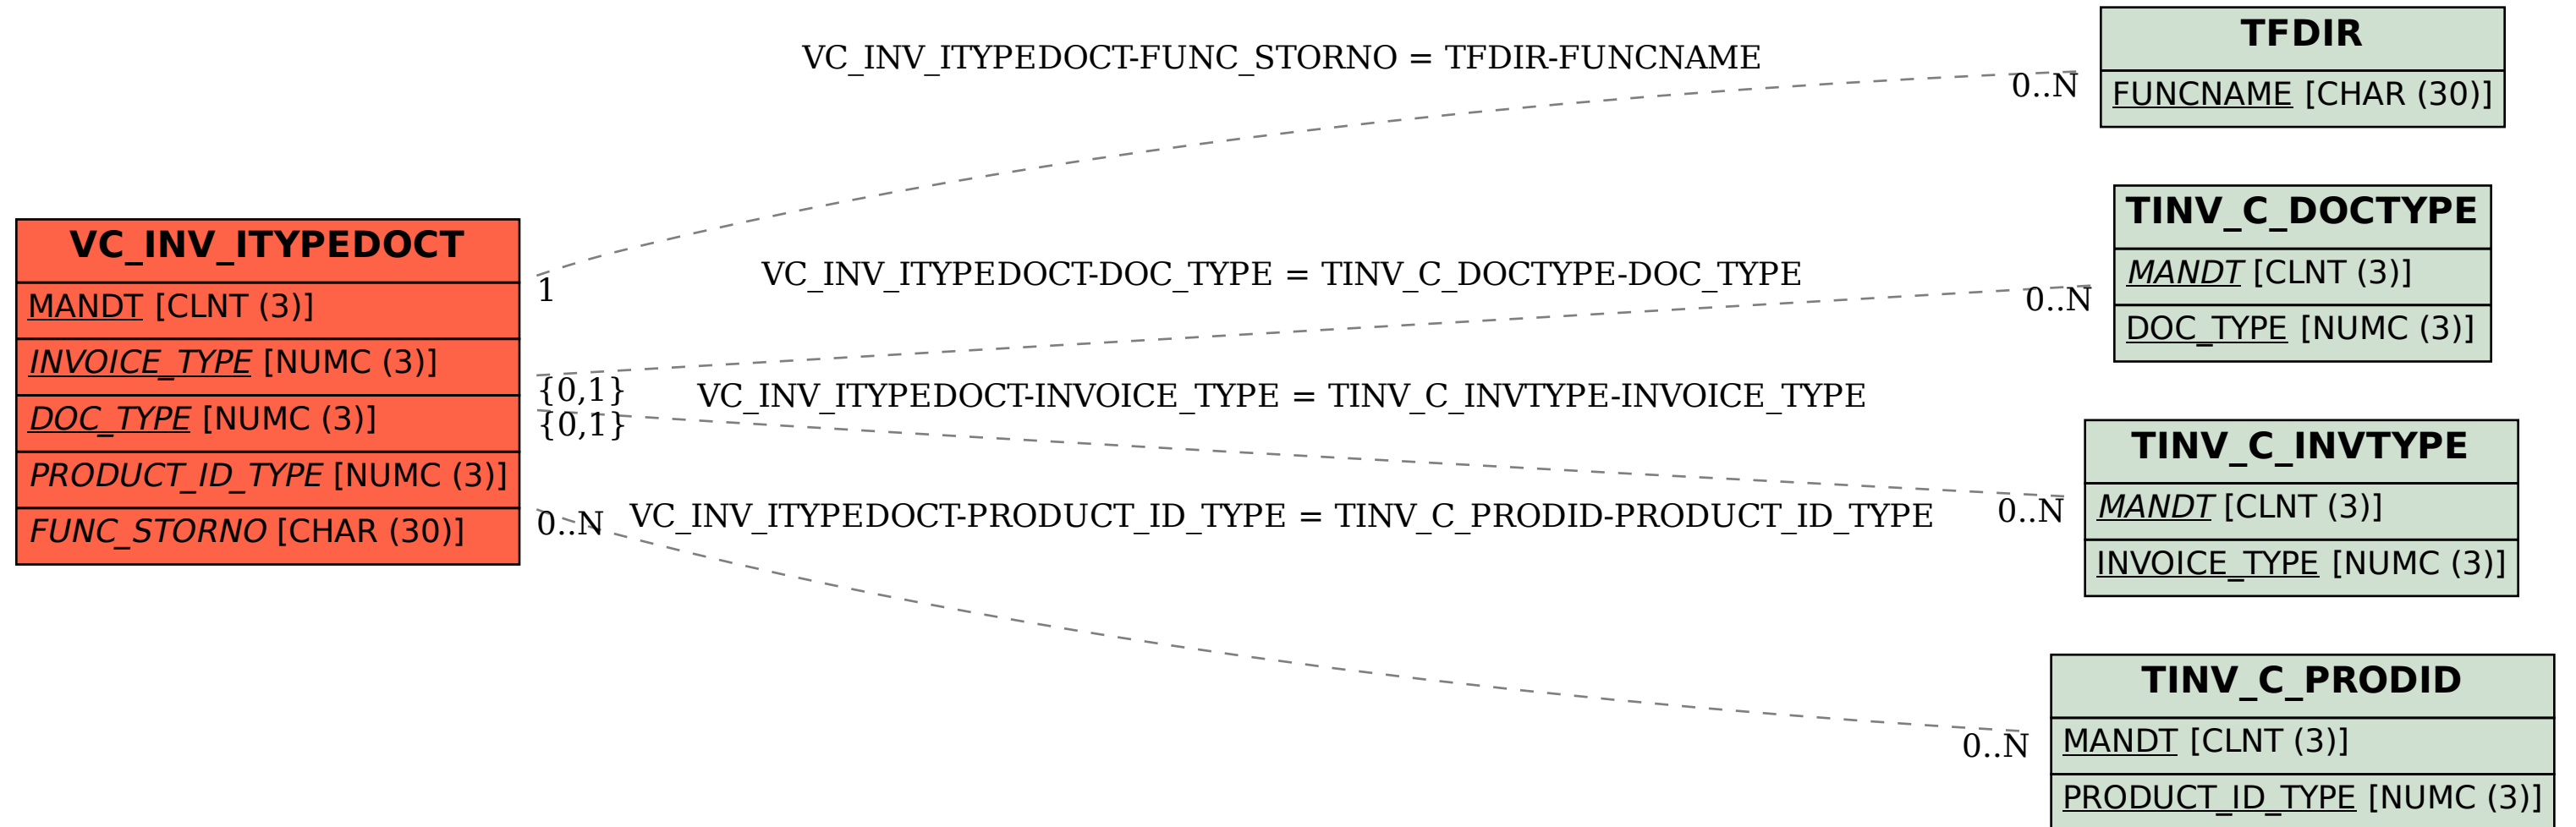 VC_INV_ITYPEDOCT
MANDT [CLNT (3)]
INVOICE_TYPE [NUMC (3)]
DOC_TYPE [NUMC (3)]
PRODUCT_ID_TYPE [NUMC (3)]
FUNC_STORNO [CHAR (30)]
VC_INV_ITYPEDOCT-FUNC_STORNO = TFDIR-FUNCNAME
1
0..N
VC_INV_ITYPEDOCT-DOC_TYPE = TINV_C_DOCTYPE-DOC_TYPE
{0,1}
0..N
VC_INV_ITYPEDOCT-INVOICE_TYPE = TINV_C_INVTYPE-INVOICE_TYPE
{0,1}
0..N
VC_INV_ITYPEDOCT-PRODUCT_ID_TYPE = TINV_C_PRODID-PRODUCT_ID_TYPE
0..N
0..N
TFDIR
FUNCNAME [CHAR (30)]
TINV_C_DOCTYPE
MANDT [CLNT (3)]
DOC_TYPE [NUMC (3)]
TINV_C_INVTYPE
MANDT [CLNT (3)]
INVOICE_TYPE [NUMC (3)]
TINV_C_PRODID
MANDT [CLNT (3)]
PRODUCT_ID_TYPE [NUMC (3)]